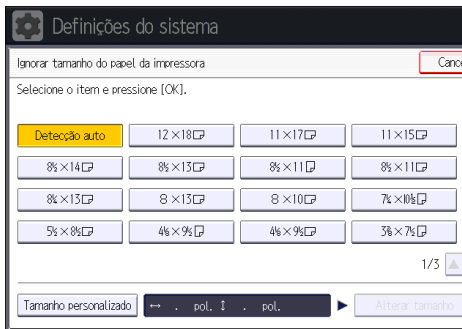 Definições do sistema
Ignorar tamanho do papel da impressora Cance
Selecione o item e pressione [OK].
Detecção auto 12×18 11×17 11×15
8½×14 8½×13 8½×11 8½×11
8¼×13 8×13 8×10 7¼×10½
5½×8½ 4⅛×9½ 4⅛×9½ 3⅞×7½
1/3
Tamanho personalizado ↔ . pol. ↕ . pol. ► Alterar tamanho